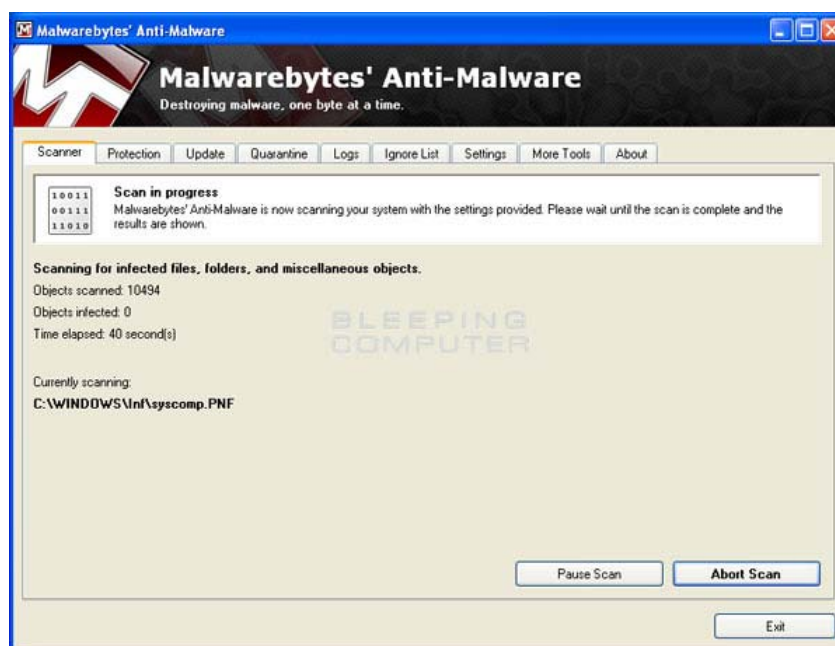 Malwarebytes' Anti-Malware
Malwarebytes' Anti-Malware
Destroying malware, one byte at a time.
Scanner Protection Update Quarantine Logs Ignore List Settings More Tools About
10011
00111
11010
Scan in progress
Malwarebytes' Anti-Malware is now scanning your system with the settings provided. Please wait until the scan is complete and the
results are shown.
Scanning for infected files, folders, and miscellaneous objects.
Objects scanned: 10494
Objects infected: 0
Time elapsed: 40 second(s)
BLEEPING
COMPUTER
Currently scanning:
C:\WINDOWS\Inf\syscomp.PNF
Pause Scan Abort Scan
Exit